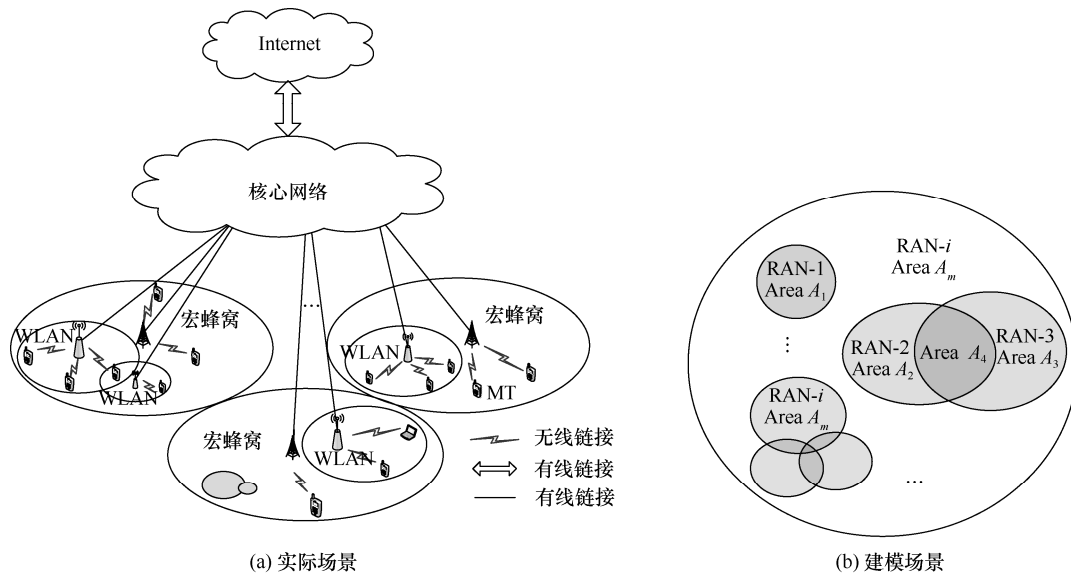 Internet
核心网络
…
宏蜂窝
WLAN
WLAN
宏蜂窝
WLAN
MT
宏蜂窝
WLAN
无线链接
有线链接
有线链接
(a) 实际场景
RAN-i
Area Am
RAN-1
Area A1
⋮
RAN-2
Area A2
Area A4
RAN-3
Area A3
RAN-i
Area Am
…
(b) 建模场景